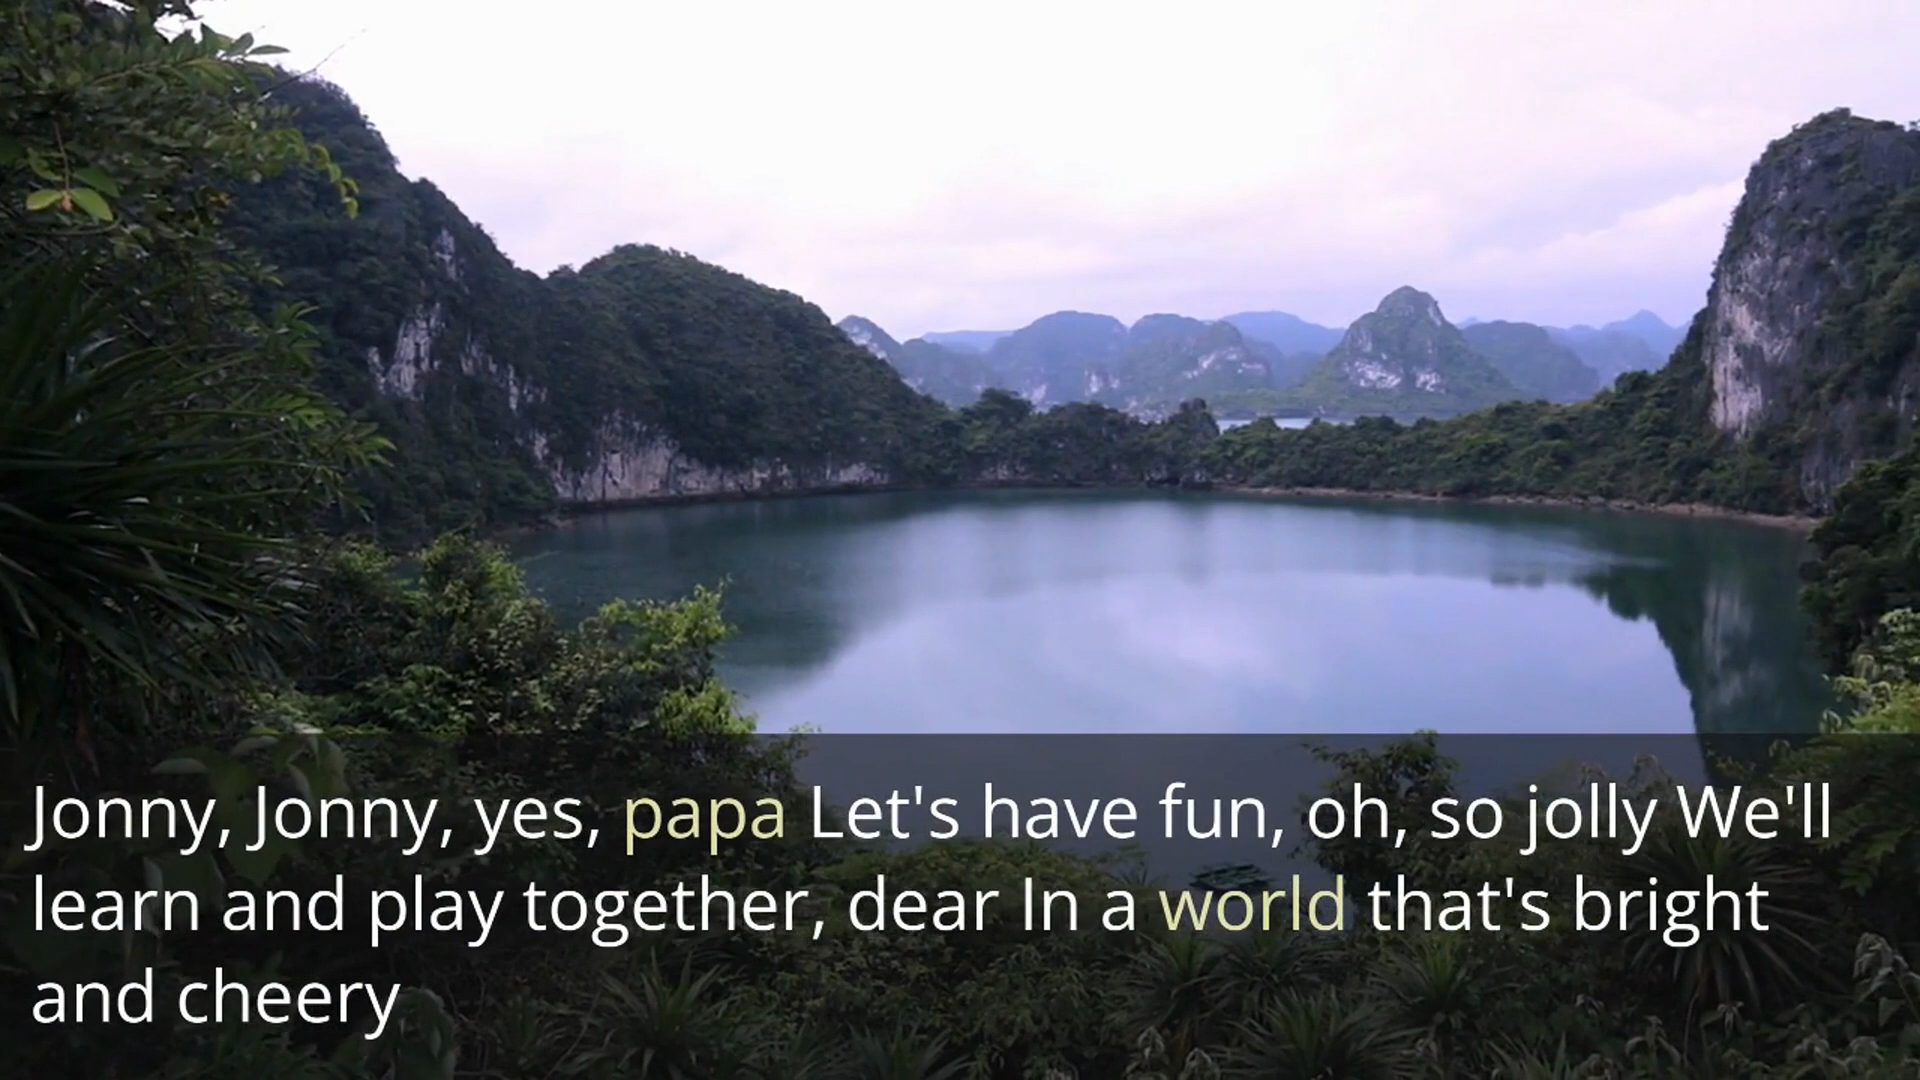 Jonny, Jonny, yes, papa Let's have fun, oh, so jolly We'll
learn and play together, dear In a world that's bright
and cheery